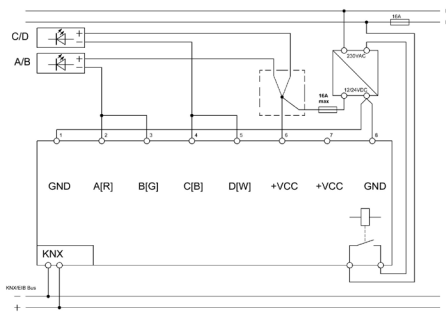 16A
C/D
+
−
A/B
+
−
230VAC
12/24VDC
16A
max
1 2 3 4 5 6 7 8
GND A[R] B[G] C[B] D[W] +VCC +VCC GND
KNX
KNX/EIB Bus
−
+